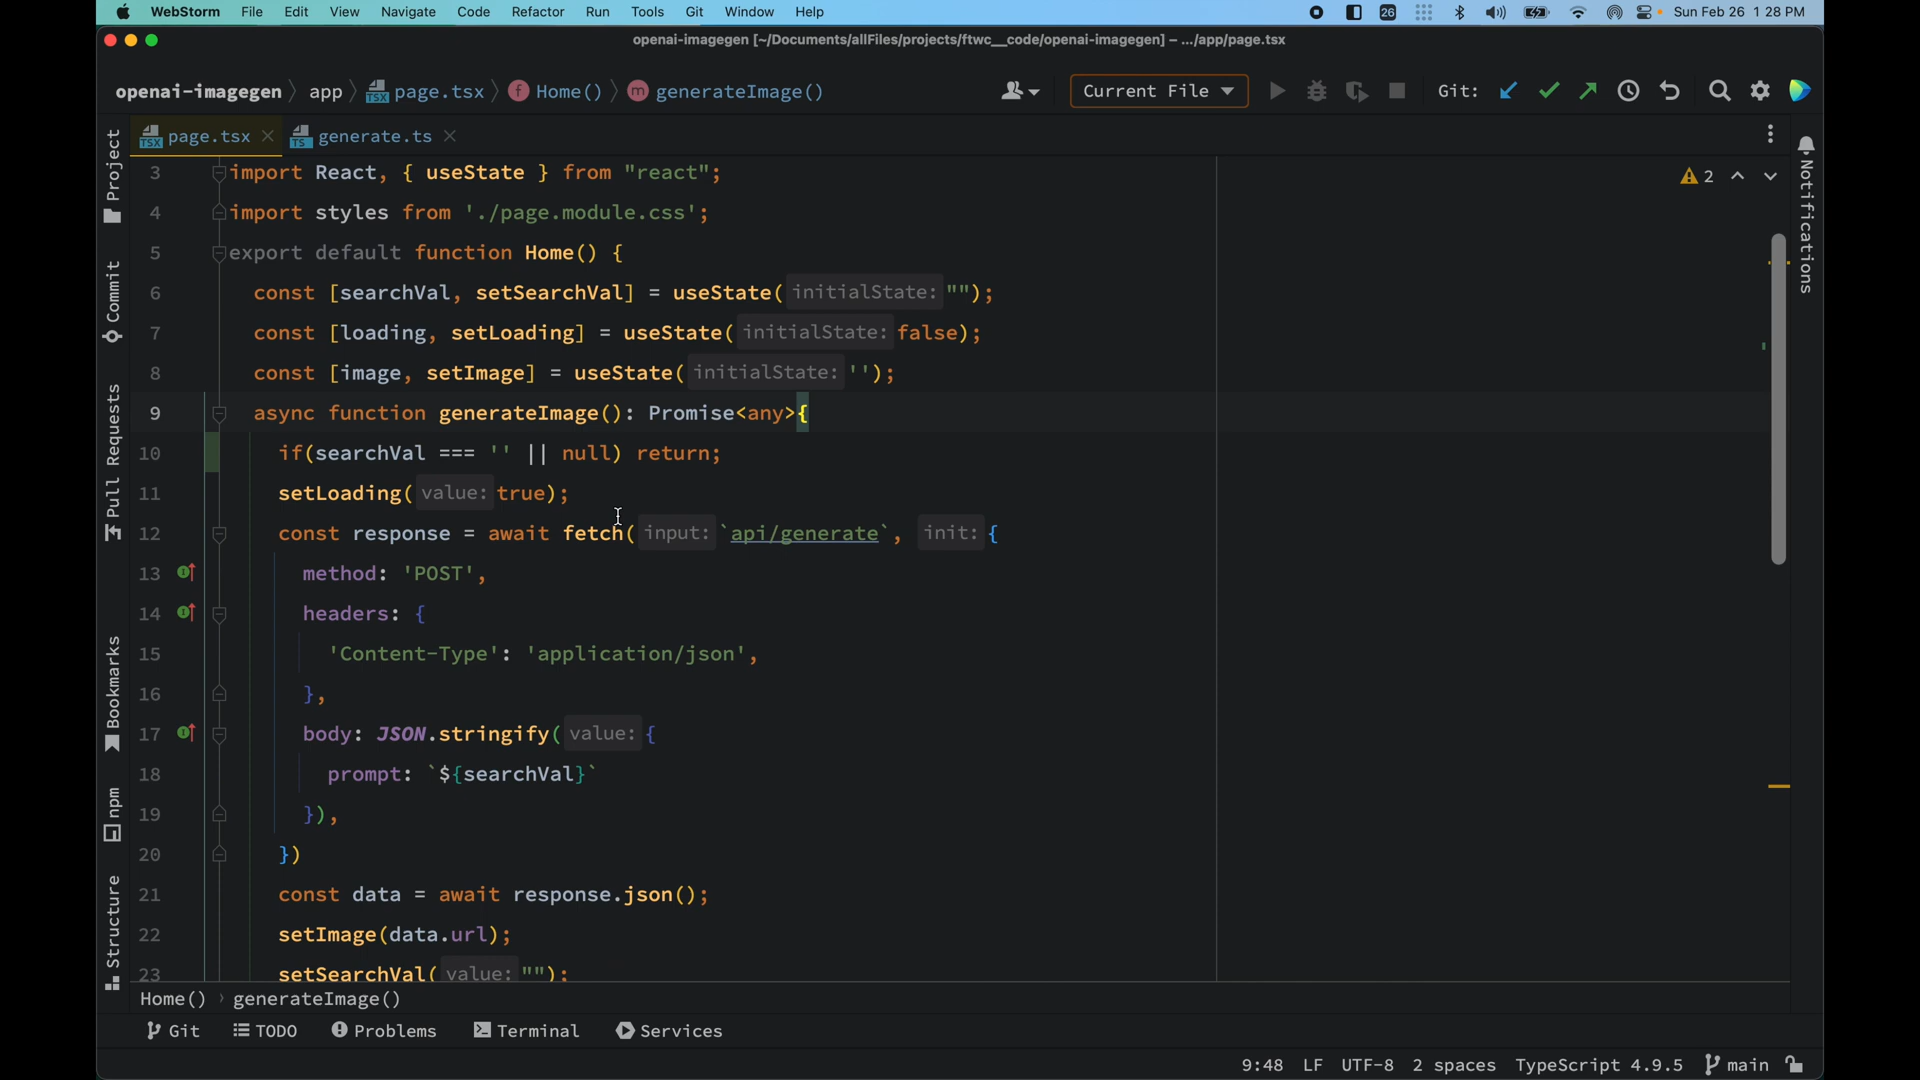 WebStorm File Edit View Navigate Code Refactor Run Tools Git Window Help 26 Sun Feb 26 1 28 PM
openai-imagegen [~/Documents/allFiles/projects/ftwc__code/openai-imagegen] – .../app/page.tsx
openai-imagegen app page.tsx f Home() m generateImage() Current File Git:
TSX page.tsx TS generate.ts
Project
Commit
Pull Requests
Bookmarks
npm
Structure
Notifications
2
3 import React, { useState } from "react";
4 import styles from './page.module.css';
5 export default function Home() {
6 const [searchVal, setSearchVal] = useState( initialState: "");
7 const [loading, setLoading] = useState( initialState: false);
8 const [image, setImage] = useState( initialState: '');
9 async function generateImage(): Promise<any>{
10 if(searchVal === '' || null) return;
11 setLoading( value: true);
12 const response = await fetch( input: `api/generate`, init: {
13 method: 'POST',
14 headers: {
15 'Content-Type': 'application/json',
16 },
17 body: JSON.stringify( value: {
18 prompt: `${searchVal}`
19 }),
20 })
21 const data = await response.json();
22 setImage(data.url);
23 setSearchVal( value: "");
Home() › generateImage()
Git TODO Problems Terminal Services
9:48 LF UTF-8 2 spaces TypeScript 4.9.5 main